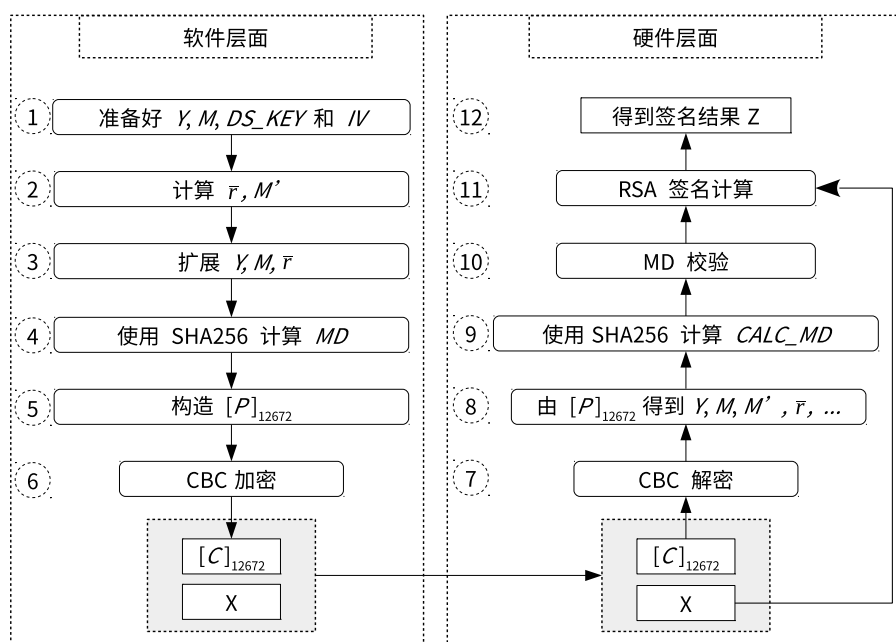 软件层面
① 准备好 Y, M, DS_KEY 和 IV
② 计算 r̅, M’
③ 扩展 Y, M, r̅
④ 使用 SHA256 计算 MD
⑤ 构造 [P]₁₂₆₇₂
⑥ CBC 加密
[C]₁₂₆₇₂
X
硬件层面
⑫ 得到签名结果 Z
⑪ RSA 签名计算
⑩ MD 校验
⑨ 使用 SHA256 计算 CALC_MD
⑧ 由 [P]₁₂₆₇₂ 得到 Y, M, M’, r̅, ...
⑦ CBC 解密
[C]₁₂₆₇₂
X